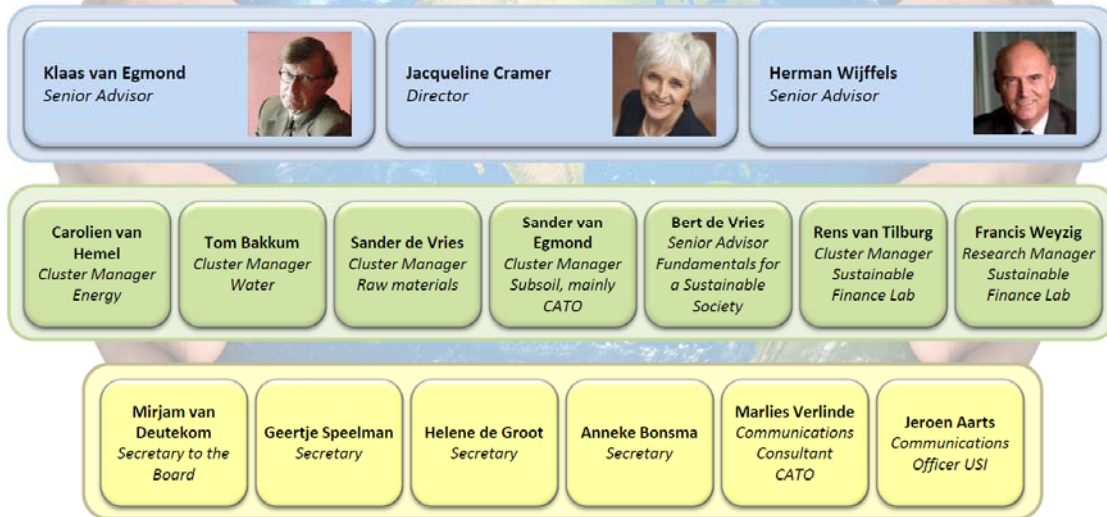 Klaas van Egmond
Senior Advisor
Jacqueline Cramer
Director
Herman Wijffels
Senior Advisor
Carolien van
Hemel
Cluster Manager
Energy
Tom Bakkum
Cluster Manager
Water
Sander de Vries
Cluster Manager
Raw materials
Sander van
Egmond
Cluster Manager
Subsoil, mainly
CATO
Bert de Vries
Senior Advisor
Fundamentals for
a Sustainable
Society
Rens van Tilburg
Cluster Manager
Sustainable
Finance Lab
Francis Weyzig
Research Manager
Sustainable
Finance Lab
Mirjam van
Deutekom
Secretary to the
Board
Geertje Speelman
Secretary
Helene de Groot
Secretary
Anneke Bonsma
Secretary
Marlies Verlinde
Communications
Consultant
CATO
Jeroen Aarts
Communications
Officer USI